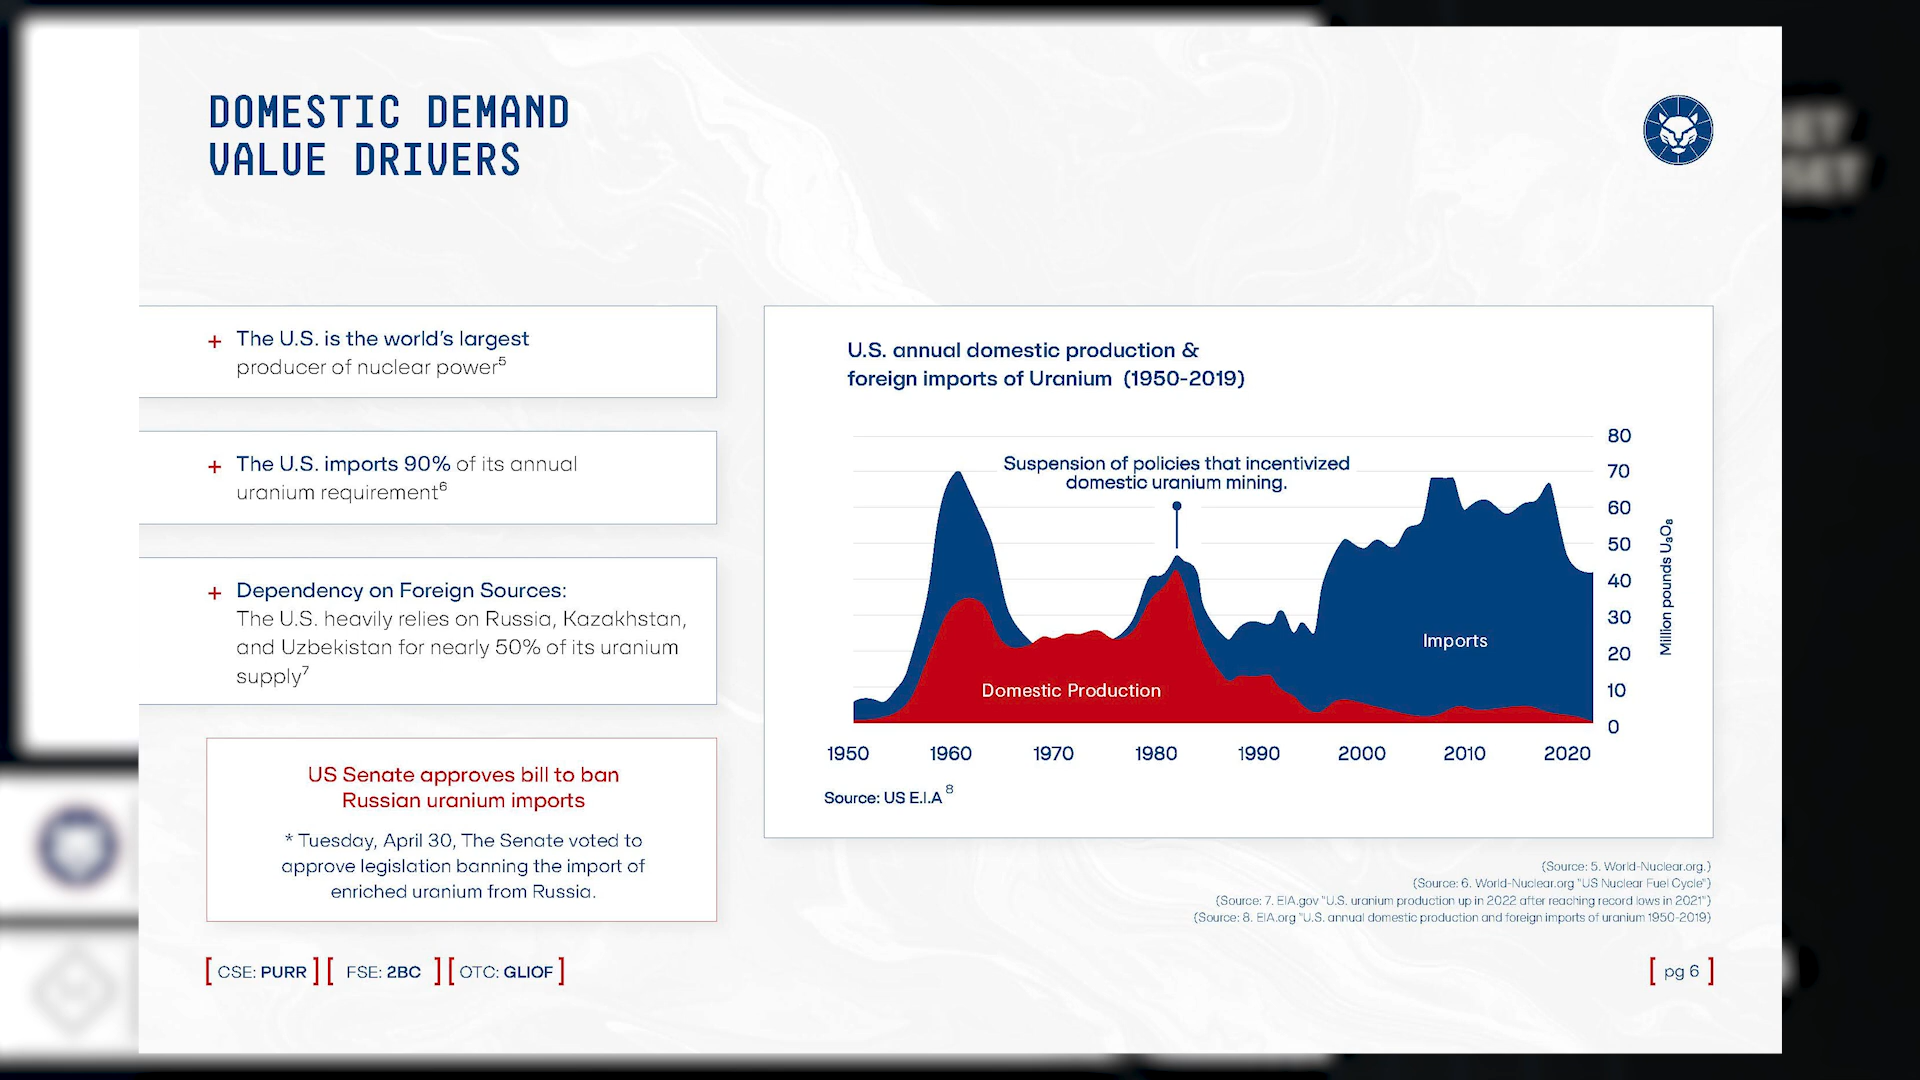 DOMESTIC DEMAND
VALUE DRIVERS
+ The U.S. is the world's largest
producer of nuclear power⁵
+ The U.S. imports 90% of its annual
uranium requirement⁶
+ Dependency on Foreign Sources:
The U.S. heavily relies on Russia, Kazakhstan,
and Uzbekistan for nearly 50% of its uranium
supply⁷
US Senate approves bill to ban
Russian uranium imports
* Tuesday, April 30, The Senate voted to
approve legislation banning the import of
enriched uranium from Russia.
U.S. annual domestic production &
foreign imports of Uranium (1950-2019)
Suspension of policies that incentivized
domestic uranium mining.
Imports
Domestic Production
80
70
60
50
40
30
20
10
0
Million pounds U₃O₈
1950 1960 1970 1980 1990 2000 2010 2020
Source: US E.I.A ⁸
(Source: 5. World-Nuclear.org.)
(Source: 6. World-Nuclear.org "US Nuclear Fuel Cycle")
(Source: 7. EIA.gov "U.S. uranium production up in 2022 after reaching record lows in 2021")
(Source: 8. EIA.org "U.S. annual domestic production and foreign imports of uranium 1950-2019)
[ CSE: PURR ] [ FSE: 2BC ] [ OTC: GLIOF ]
[ pg 6 ]